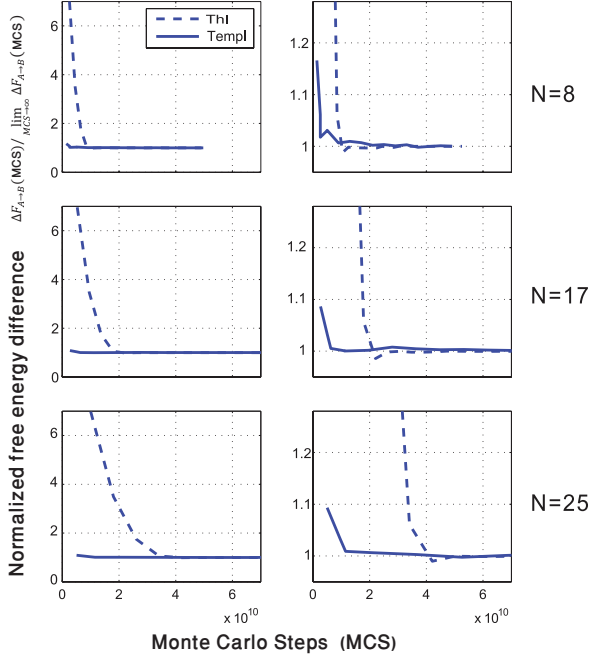 Normalized free energy difference
ΔF_{A→B}(MCS)/ lim_{MCS→∞} ΔF_{A→B}(MCS)
ThI
Templ
6
4
2
0
1.2
1.1
1
N=8
6
4
2
0
1.2
1.1
1
N=17
6
4
2
0
0
2
4
6
x 10^10
1.2
1.1
1
0
2
4
6
x 10^10
N=25
Monte Carlo Steps (MCS)